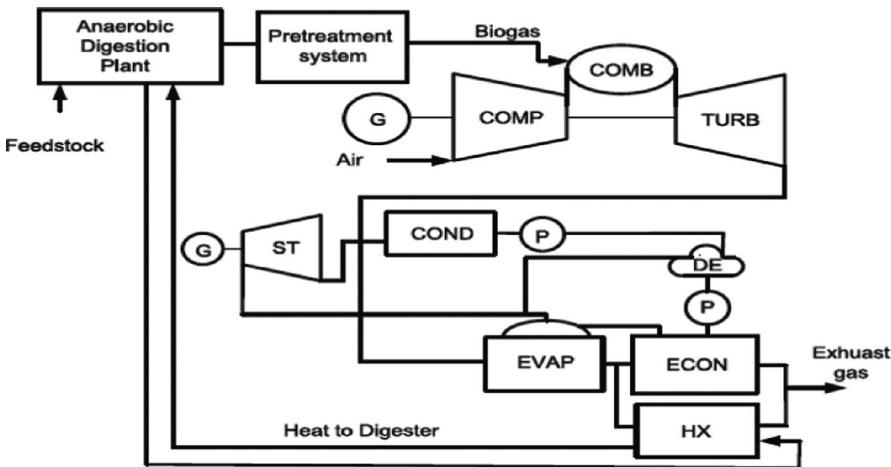 Anaerobic
Digestion
Plant
Pretreatment
system
Biogas
COMB
G
COMP
TURB
Feedstock
Air
G
ST
COND
P
DE
P
EVAP
ECON
Exhuast
gas
Heat to Digester
HX